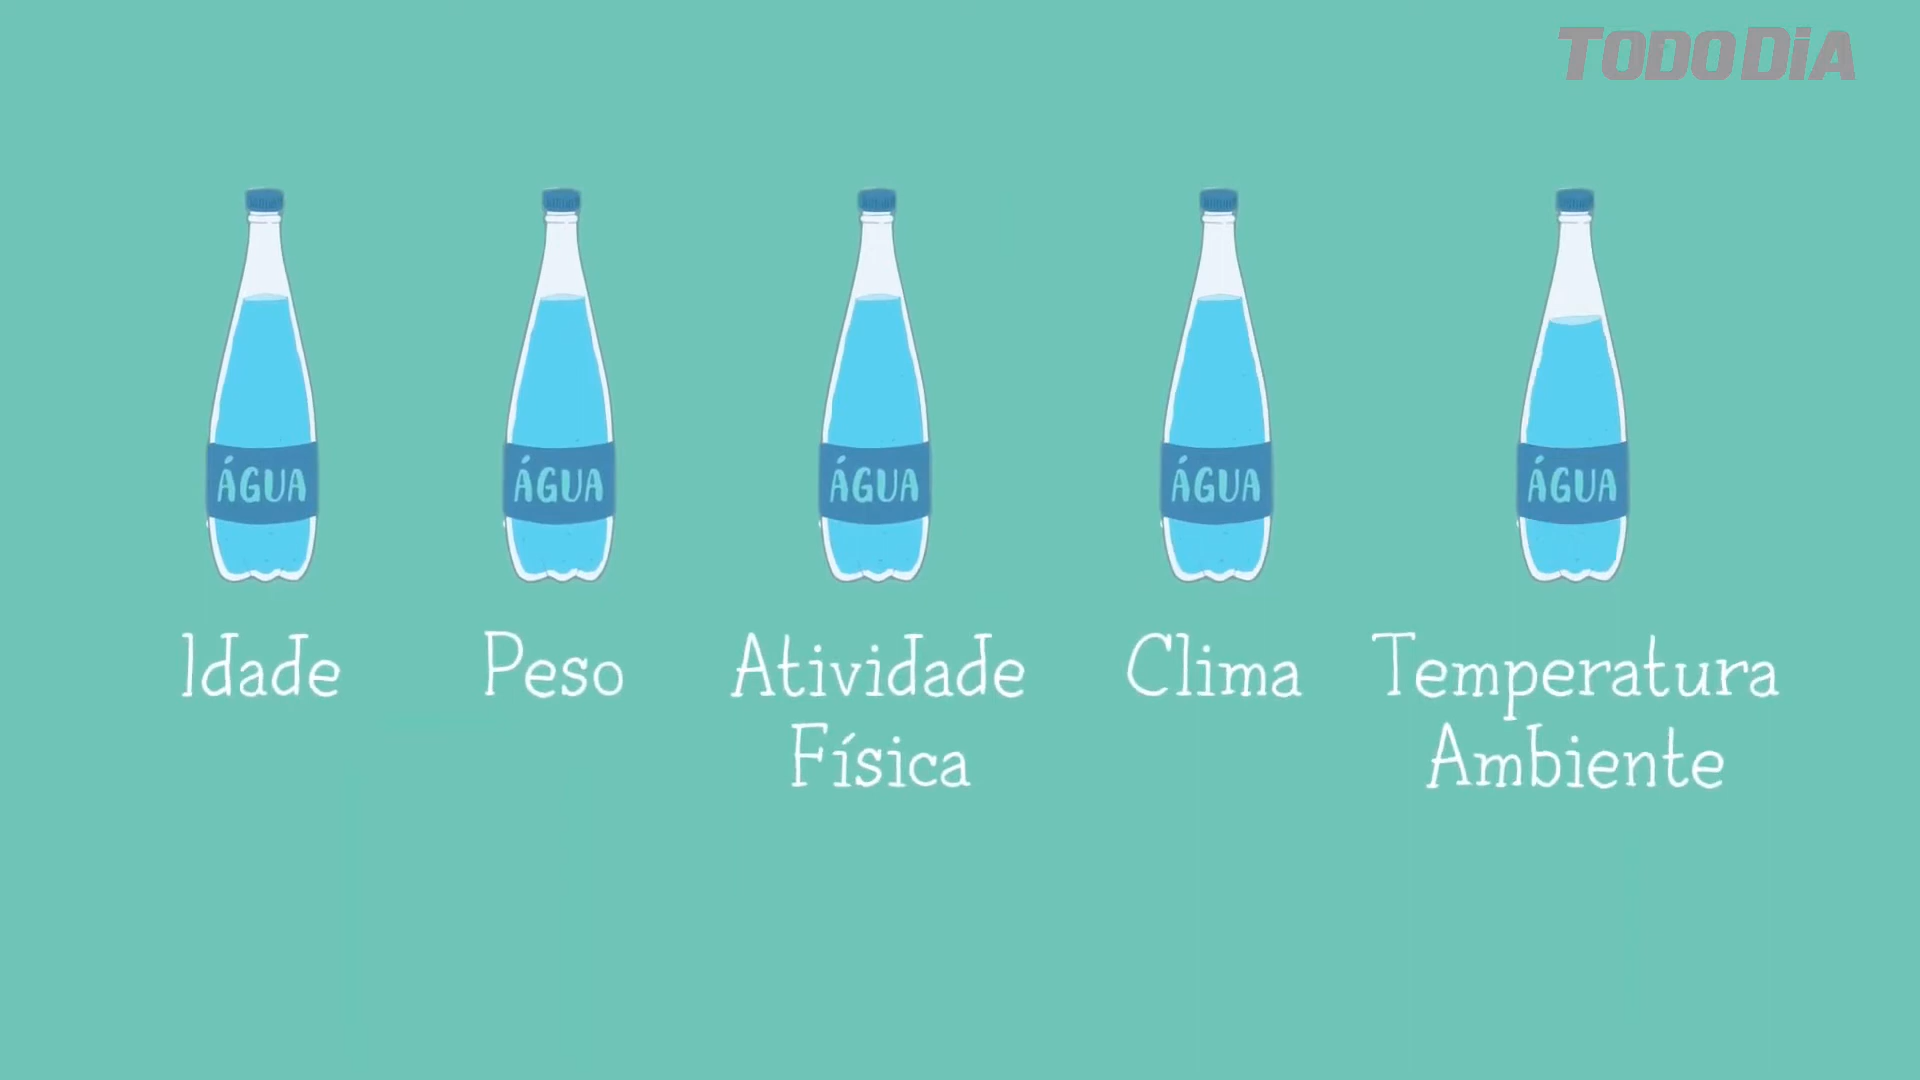 TODODiA
ÁGUA ÁGUA ÁGUA ÁGUA ÁGUA
Idade Peso Atividade Clima Temperatura
Física Ambiente